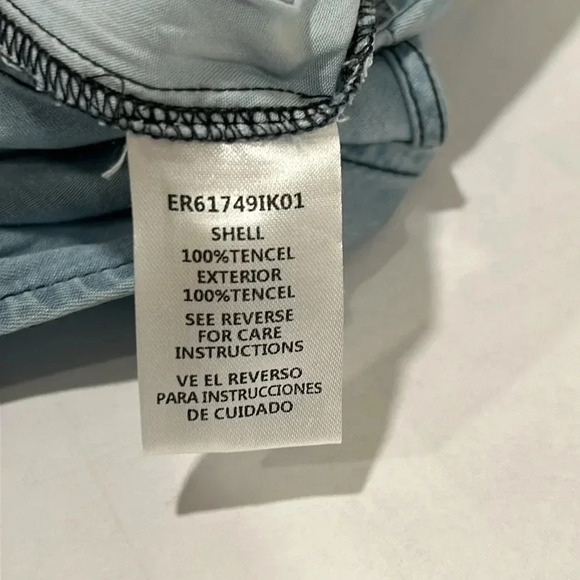 ER61749IK01
SHELL
100%TENCEL
EXTERIOR
100%TENCEL
SEE REVERSE
FOR CARE
INSTRUCTIONS
VE EL REVERSO
PARA INSTRUCCIONES
DE CUIDADO